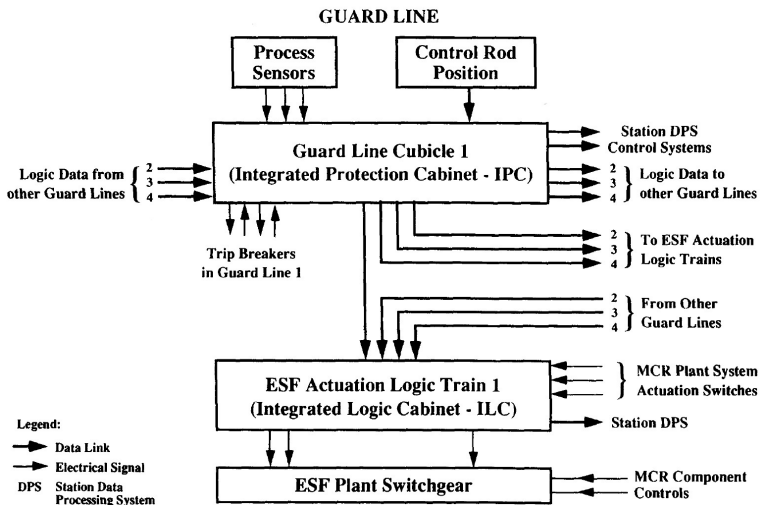 GUARD LINE
Process
Sensors
Control Rod
Position
Guard Line Cubicle 1
(Integrated Protection Cabinet - IPC)
Station DPS
Control Systems
Logic Data from
other Guard Lines
2
3
4
2
3
4
Logic Data to
other Guard Lines
Trip Breakers
in Guard Line 1
2
3
4
To ESF Actuation
Logic Trains
2
3
4
From Other
Guard Lines
ESF Actuation Logic Train 1
(Integrated Logic Cabinet - ILC)
MCR Plant System
Actuation Switches
Station DPS
Legend:
Data Link
Electrical Signal
DPS Station Data
Processing System
ESF Plant Switchgear
MCR Component
Controls